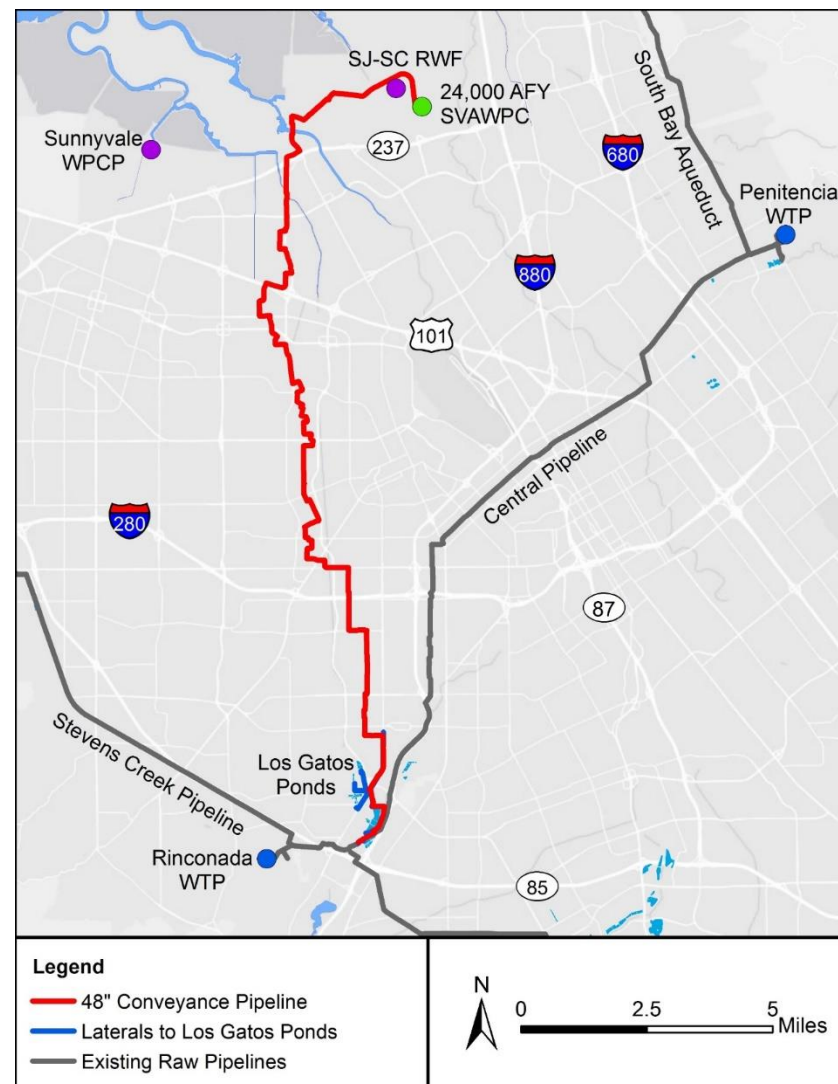 SJ-SC RWF
24,000 AFY
SVAWPC
Sunnyvale
WPCP
237
680
South Bay Aqueduct
Penitencia
WTP
880
101
Central Pipeline
280
87
Stevens Creek Pipeline
Los Gatos
Ponds
Rinconada
WTP
85
Legend
48" Conveyance Pipeline
Laterals to Los Gatos Ponds
Existing Raw Pipelines
N
0 2.5 5
Miles